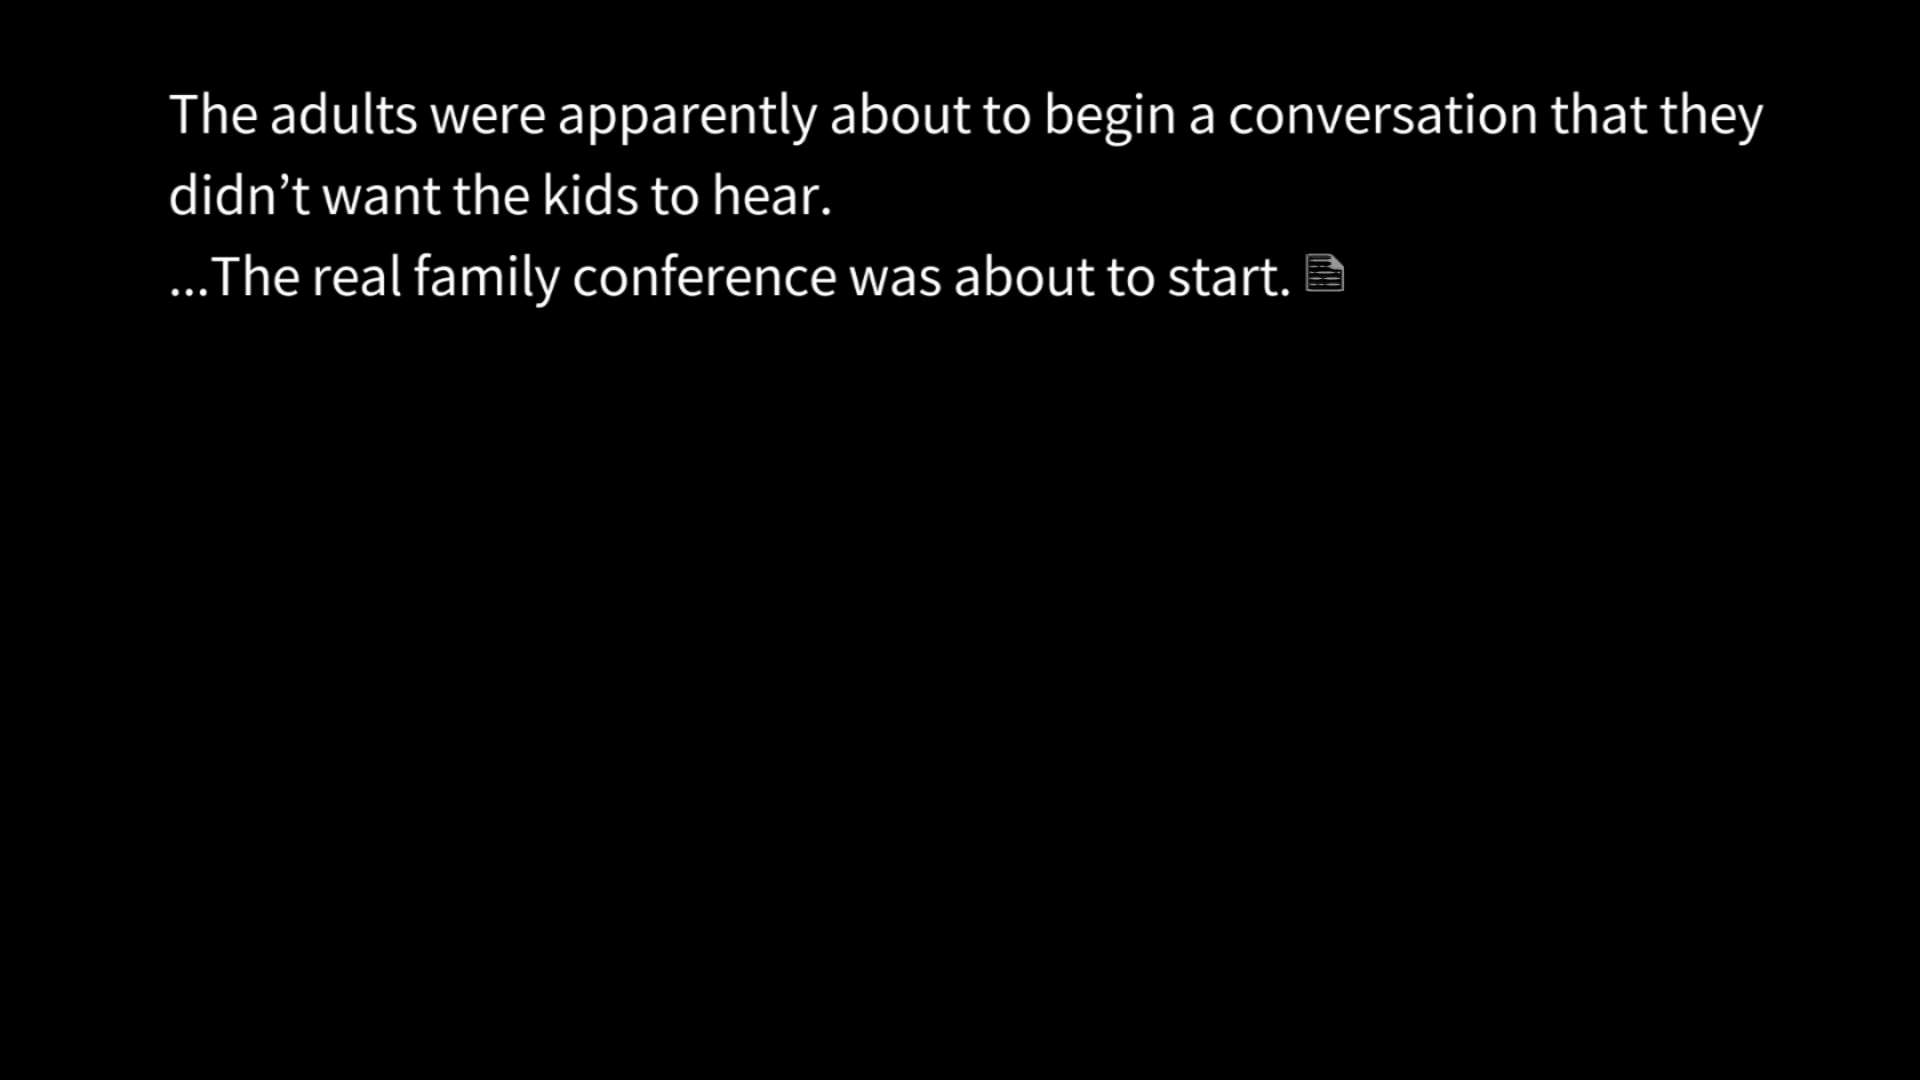 The adults were apparently about to begin a conversation that they
didn’t want the kids to hear.
...The real family conference was about to start.